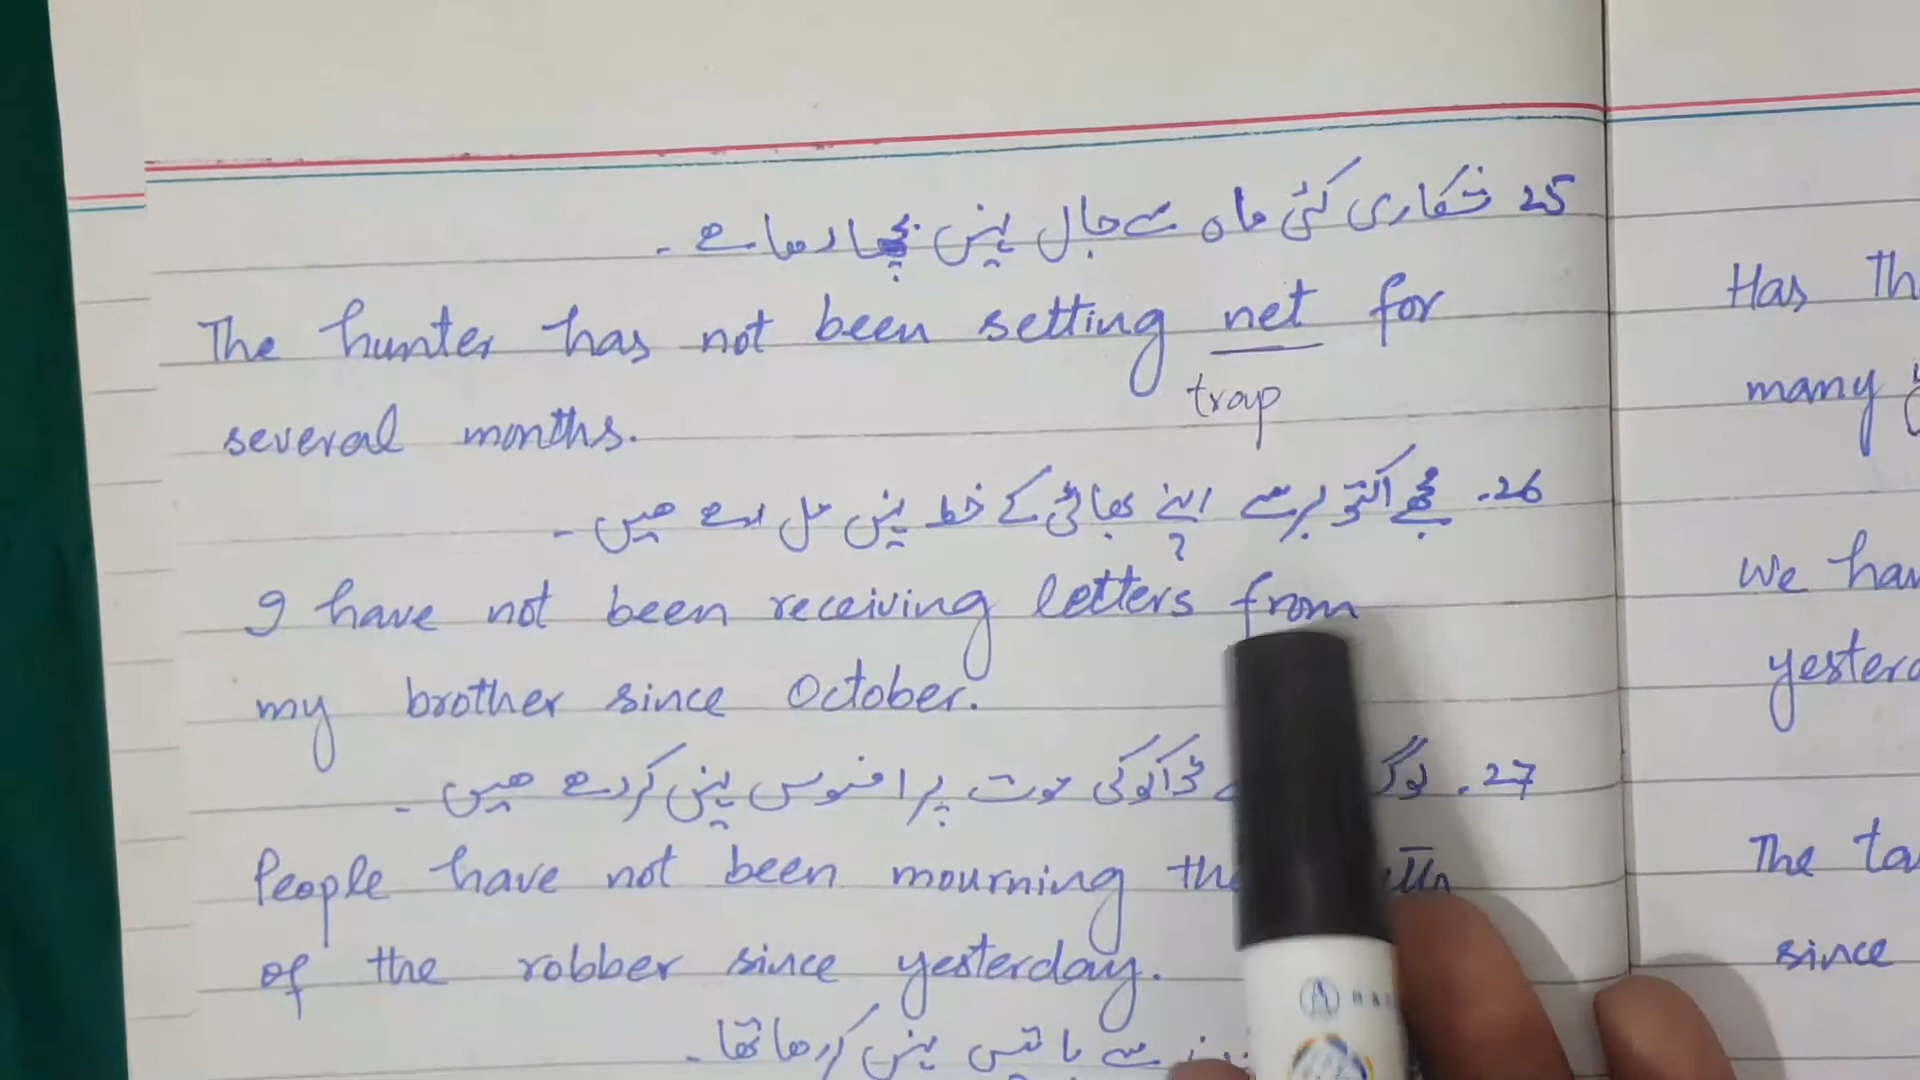 25 شکاری کئی ماہ سے جال نہیں بچھا رہا ہے۔
The hunter has not been setting net for
trap
several months.
26. مجھے اکتوبر سے اپنے بھائی کے خط نہیں مل رہے ہیں۔
I have not been receiving letters from
my brother since October.
27. لوگ ڈاکو کی موت پر افسوس نہیں کر رہے ہیں۔
People have not been mourning the
of the robber since yesterday.
سے باتیں نہیں کر رہا تھا۔
Has
many
We
The
since